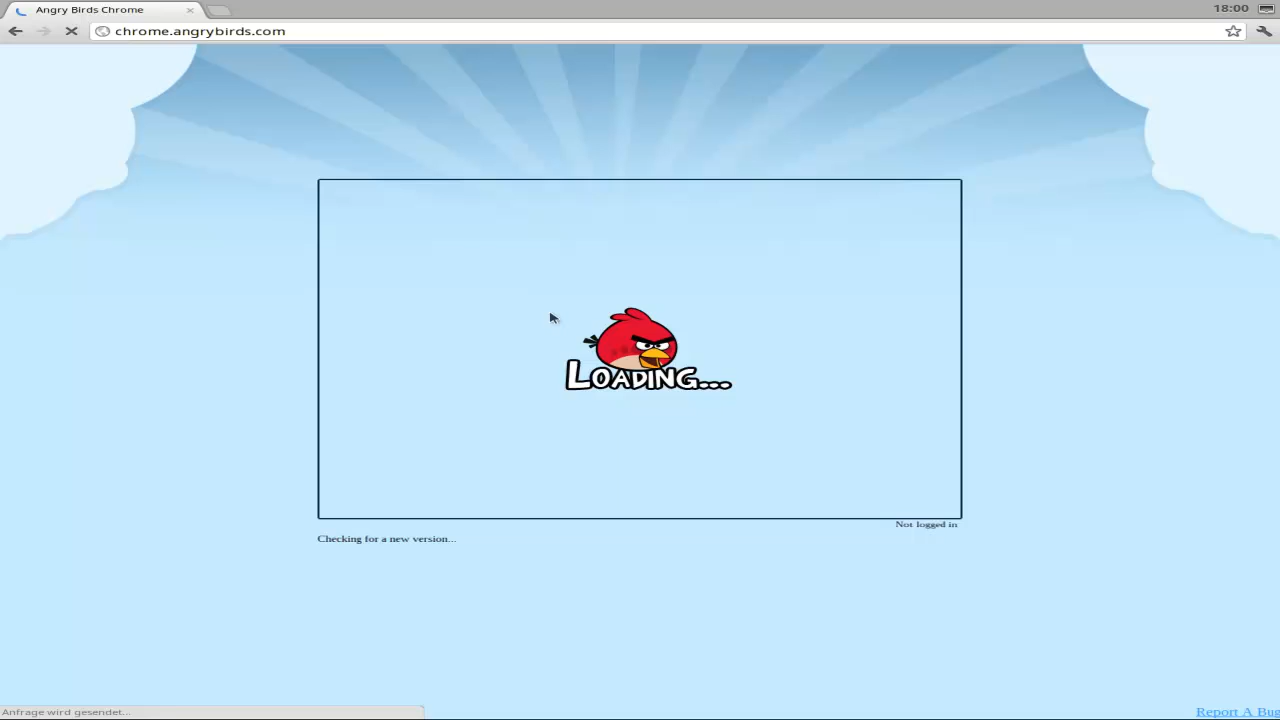 Angry Birds Chrome
18:00
chrome.angrybirds.com
LOADING...
Not logged in
Checking for a new version...
Anfrage wird gesendet...
Report A Bug